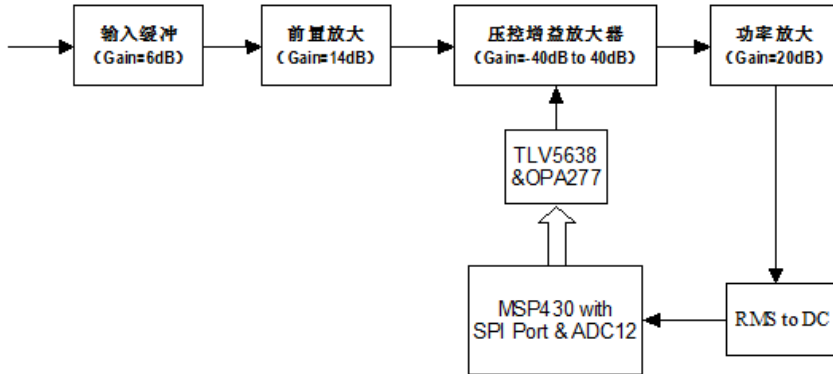 输入缓冲
（Gain=6dB）
前置放大
（Gain=14dB）
压控增益放大器
（Gain=-40dB to 40dB）
功率放大
（Gain=20dB）
TLV5638
&OPA277
MSP430 with
SPI Port & ADC12
RMS to DC